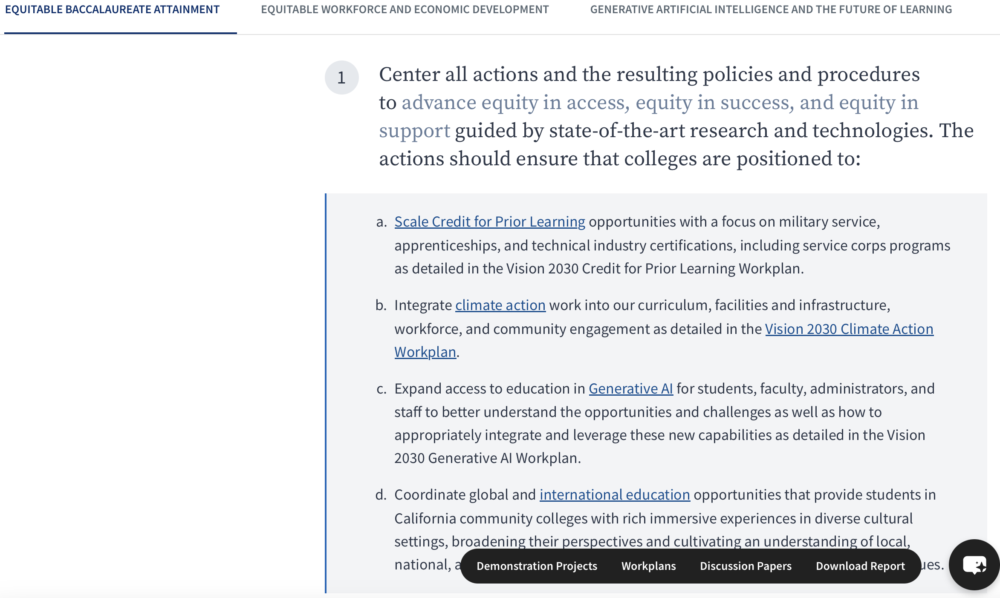 EQUITABLE BACCALAUREATE ATTAINMENT EQUITABLE WORKFORCE AND ECONOMIC DEVELOPMENT GENERATIVE ARTIFICIAL INTELLIGENCE AND THE FUTURE OF LEARNING
1 Center all actions and the resulting policies and procedures
to advance equity in access, equity in success, and equity in
support guided by state-of-the-art research and technologies. The
actions should ensure that colleges are positioned to:
a. Scale Credit for Prior Learning opportunities with a focus on military service,
apprenticeships, and technical industry certifications, including service corps programs
as detailed in the Vision 2030 Credit for Prior Learning Workplan.
b. Integrate climate action work into our curriculum, facilities and infrastructure,
workforce, and community engagement as detailed in the Vision 2030 Climate Action
Workplan.
c. Expand access to education in Generative AI for students, faculty, administrators, and
staff to better understand the opportunities and challenges as well as how to
appropriately integrate and leverage these new capabilities as detailed in the Vision
2030 Generative AI Workplan.
d. Coordinate global and international education opportunities that provide students in
California community colleges with rich immersive experiences in diverse cultural
settings, broadening their perspectives and cultivating an understanding of local,
national,
Demonstration Projects Workplans Discussion Papers Download Report